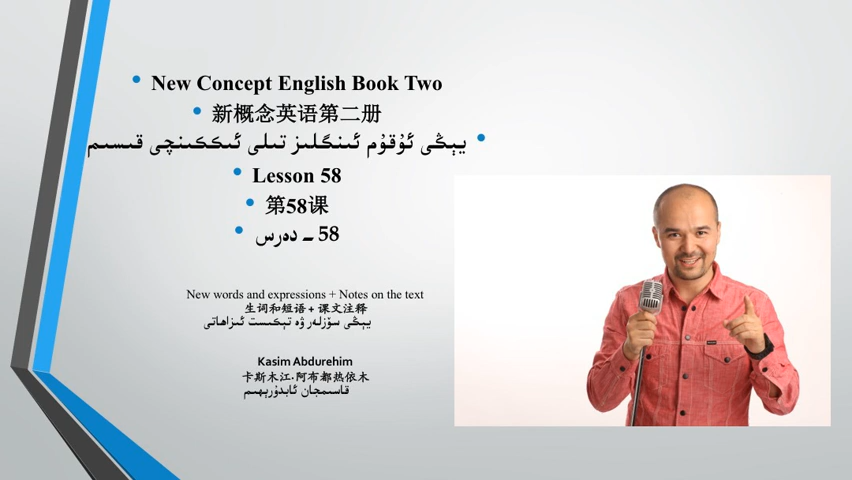 New Concept English Book Two
新概念英语第二册
يېڭى ئۇقۇم ئىنگلىز تىلى ئىككىنچى قىسىم
Lesson 58
第58课
58 - دەرس
New words and expressions + Notes on the text
生词和短语 + 课文注释
يېڭى سۆزلەر ۋە تېكىست ئىزاھاتى
Kasim Abdurehim
卡斯木江.阿布都热依木
قاسىمجان ئابدۇرېھىم